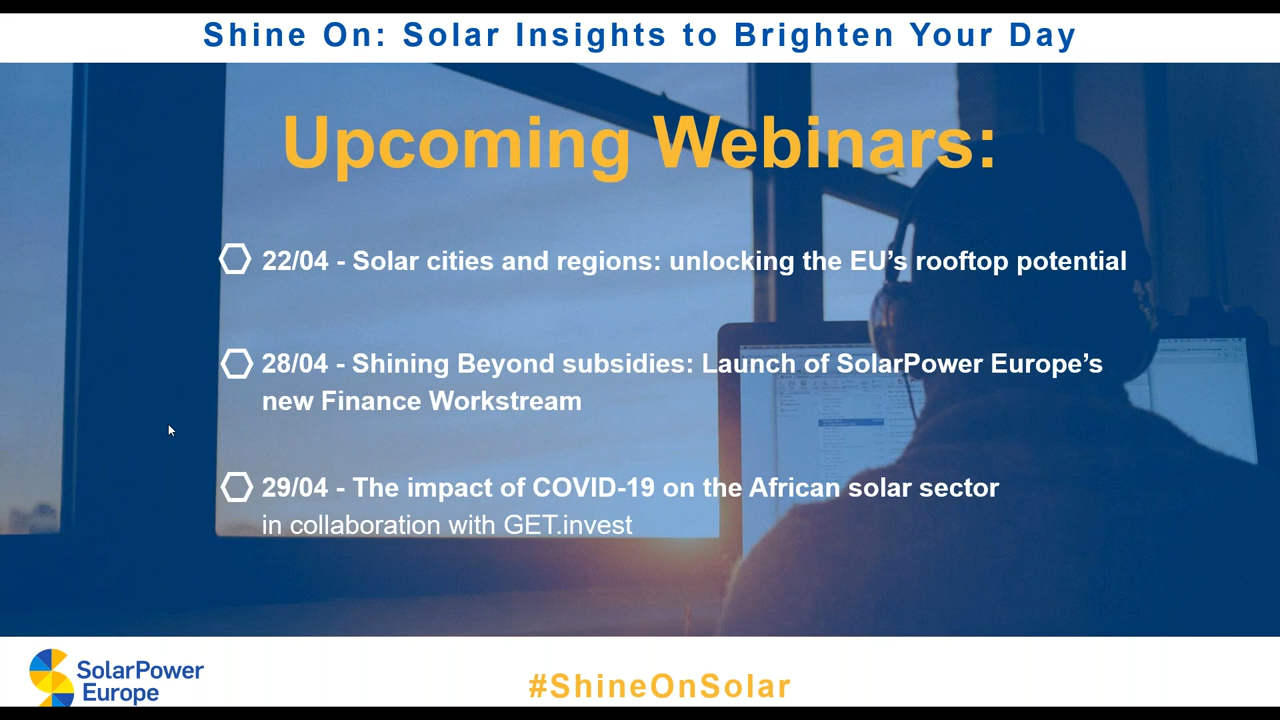 Shine On: Solar Insights to Brighten Your Day
Upcoming Webinars:
22/04 - Solar cities and regions: unlocking the EU’s rooftop potential
28/04 - Shining Beyond subsidies: Launch of SolarPower Europe’s
new Finance Workstream
29/04 - The impact of COVID-19 on the African solar sector
in collaboration with GET.invest
SolarPower
Europe
#ShineOnSolar